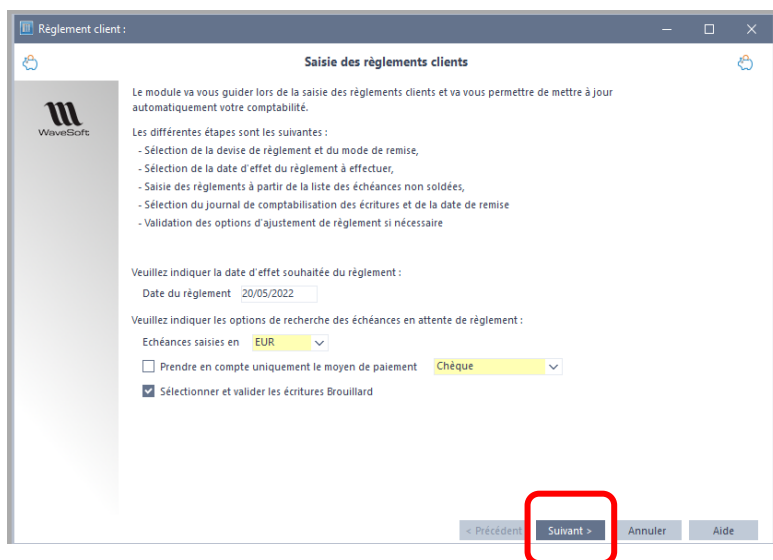 Règlement client :
Saisie des règlements clients
WaveSoft
Le module va vous guider lors de la saisie des règlements clients et va vous permettre de mettre à jour
automatiquement votre comptabilité.
Les différentes étapes sont les suivantes :
- Sélection de la devise de règlement et du mode de remise,
- Sélection de la date d'effet du règlement à effectuer,
- Saisie des règlements à partir de la liste des échéances non soldées,
- Sélection du journal de comptabilisation des écritures et de la date de remise
- Validation des options d'ajustement de règlement si nécessaire
Veuillez indiquer la date d'effet souhaitée du règlement :
Date du règlement 20/05/2022
Veuillez indiquer les options de recherche des échéances en attente de règlement :
Echéances saisies en EUR
Prendre en compte uniquement le moyen de paiement Chèque
Sélectionner et valider les écritures Brouillard
< Précédent Suivant > Annuler Aide